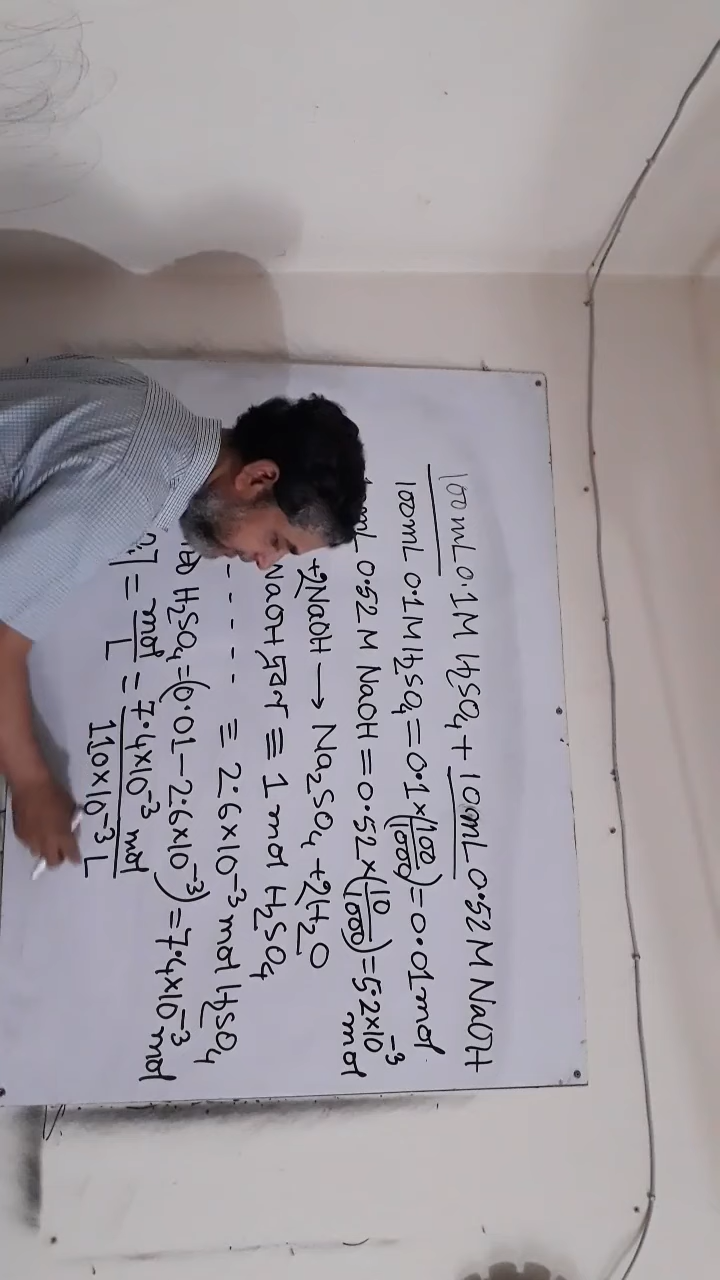 100mL 0.1M H₂SO₄ + 10mL 0.52 M NaOH
100mL 0.1M H₂SO₄ = 0.1×(100/1000) = 0.01 mol
mL 0.52 M NaOH = 0.52×(10/1000) = 5.2×10⁻³ mol
+2NaOH → Na₂SO₄ + 2H₂O
NaOH দ্রবণ ≡ 1 mol H₂SO₄
- - - - - - ≡ 2.6×10⁻³ mol H₂SO₄
H₂SO₄ = (0.01 − 2.6×10⁻³) = 7.4×10⁻³ mol
] = mol/L = 7.4×10⁻³ mol / 110×10⁻³ L